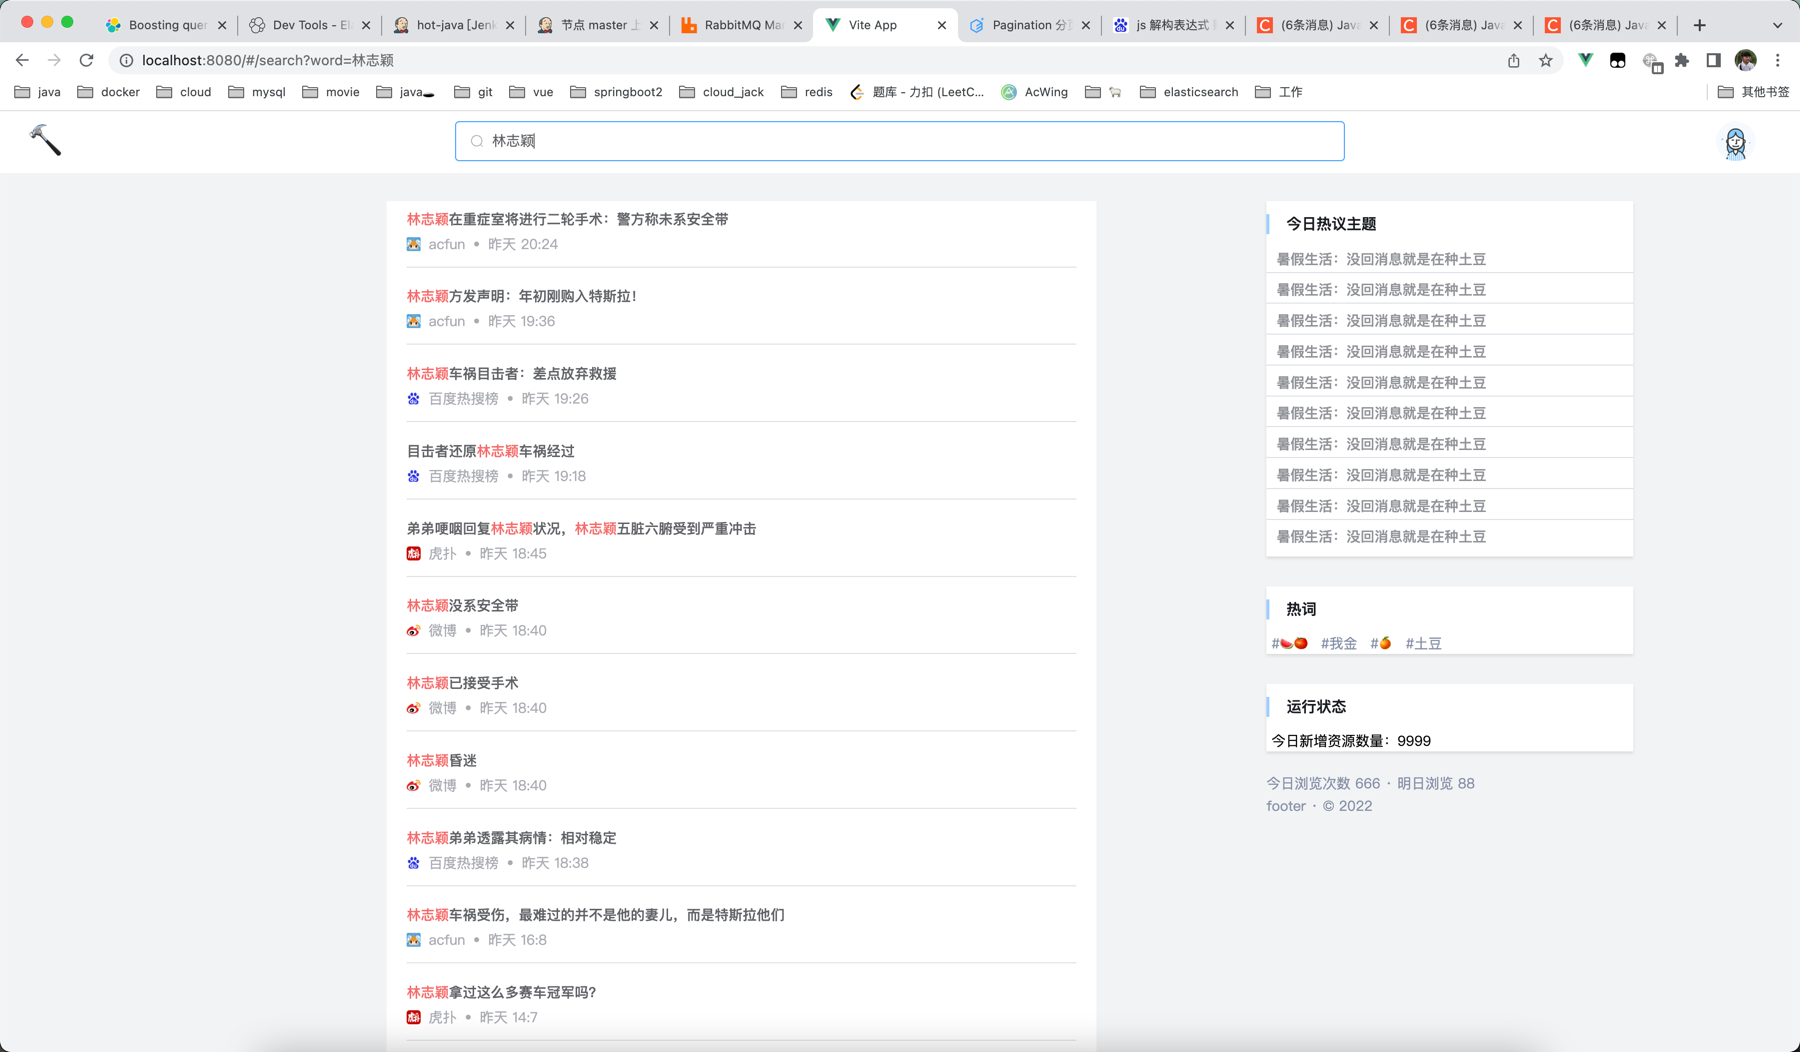 Boosting quer
Dev Tools - El
hot-java [Jenk
节点 master 上
RabbitMQ Ma
Vite App
Pagination 分
js 解构表达式
(6条消息) Java
(6条消息) Java
(6条消息) Java
localhost:8080/#/search?word=林志颖
java
docker
cloud
mysql
movie
java
git
vue
springboot2
cloud_jack
redis
题库 - 力扣 (LeetC...
AcWing
elasticsearch
工作
其他书签
林志颖
林志颖在重症室将进行二轮手术：警方称未系安全带
acfun • 昨天 20:24
林志颖方发声明：年初刚购入特斯拉！
acfun • 昨天 19:36
林志颖车祸目击者：差点放弃救援
百度热搜榜 • 昨天 19:26
目击者还原林志颖车祸经过
百度热搜榜 • 昨天 19:18
弟弟哽咽回复林志颖状况，林志颖五脏六腑受到严重冲击
虎扑 • 昨天 18:45
林志颖没系安全带
微博 • 昨天 18:40
林志颖已接受手术
微博 • 昨天 18:40
林志颖昏迷
微博 • 昨天 18:40
林志颖弟弟透露其病情：相对稳定
百度热搜榜 • 昨天 18:38
林志颖车祸受伤，最难过的并不是他的妻儿，而是特斯拉他们
acfun • 昨天 16:8
林志颖拿过这么多赛车冠军吗？
虎扑 • 昨天 14:7
今日热议主题
暑假生活：没回消息就是在种土豆
暑假生活：没回消息就是在种土豆
暑假生活：没回消息就是在种土豆
暑假生活：没回消息就是在种土豆
暑假生活：没回消息就是在种土豆
暑假生活：没回消息就是在种土豆
暑假生活：没回消息就是在种土豆
暑假生活：没回消息就是在种土豆
暑假生活：没回消息就是在种土豆
暑假生活：没回消息就是在种土豆
热词
#🍉🍅 #我金 #🍊 #土豆
运行状态
今日新增资源数量：9999
今日浏览次数 666 · 明日浏览 88
footer · © 2022